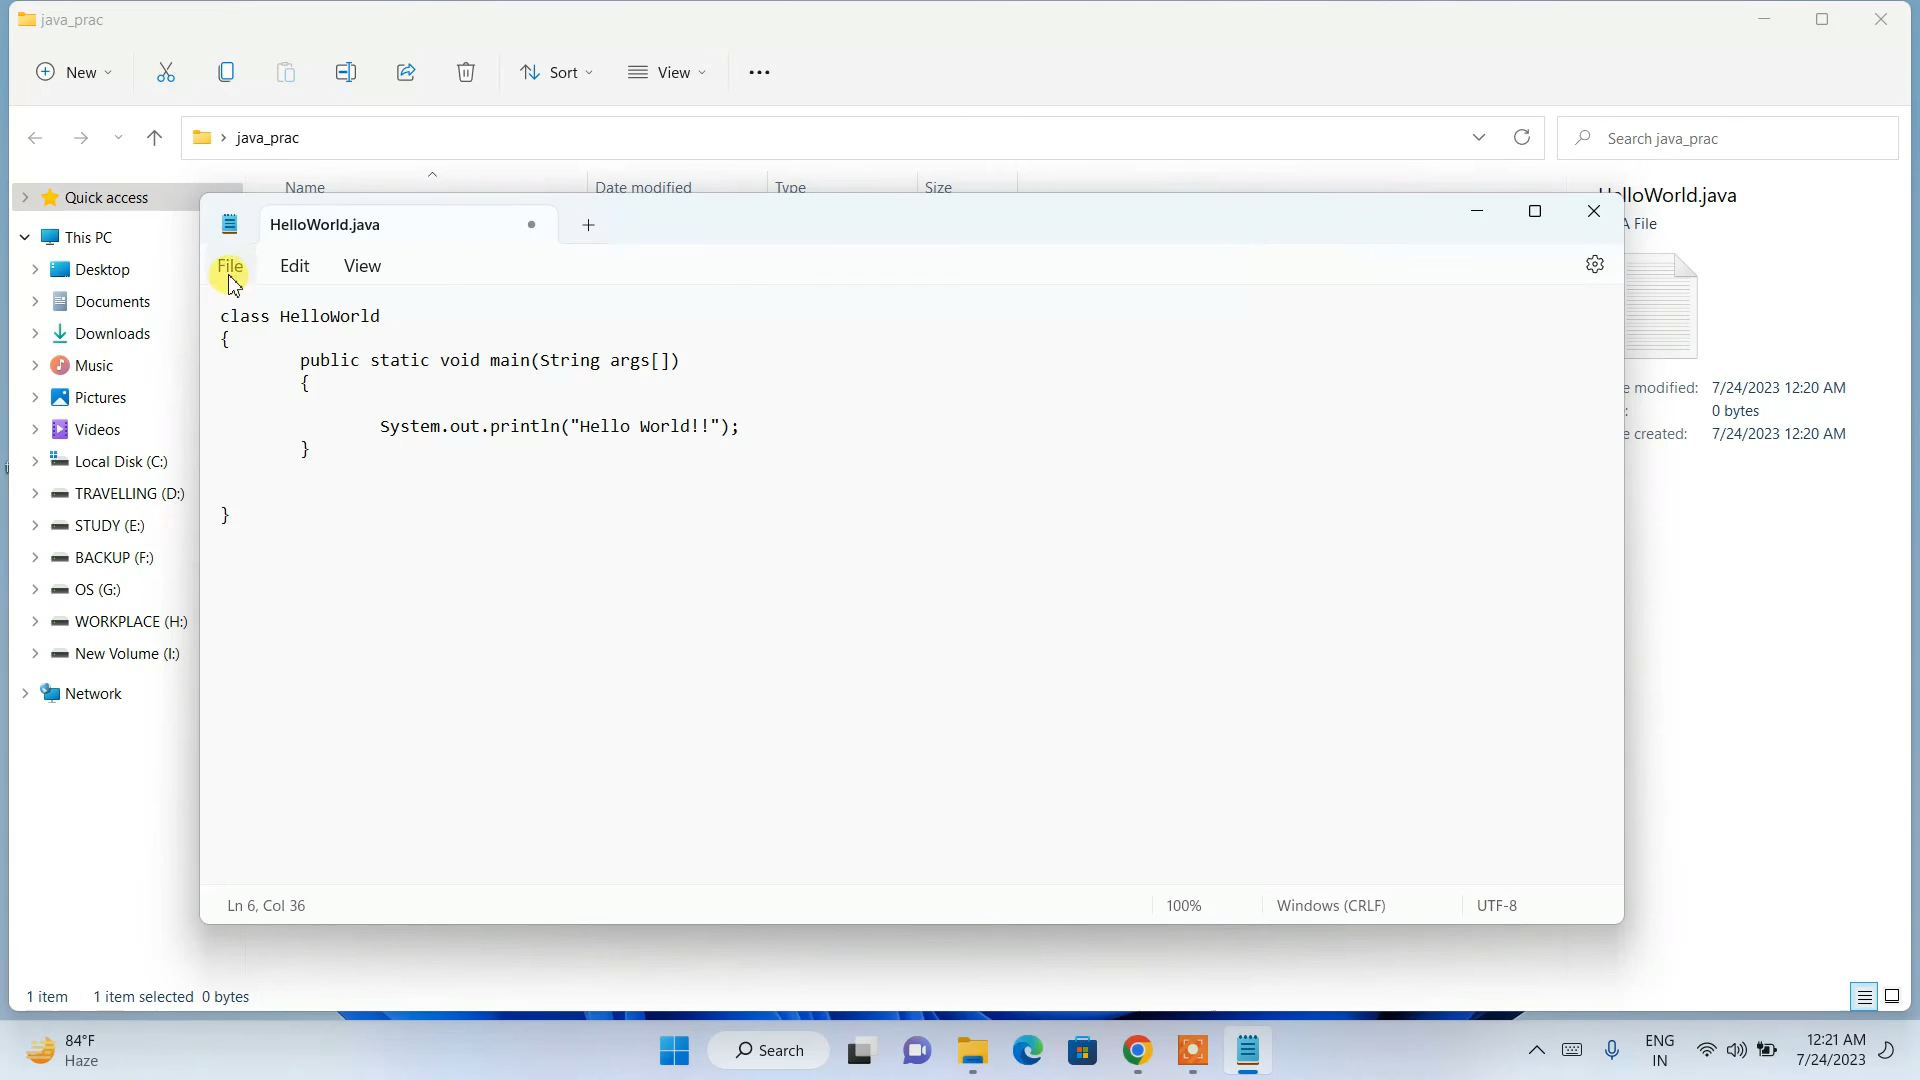 java_prac
New
Sort
View
java_prac
Search java_prac
Name
Date modified
Type
Size
Quick access
This PC
Desktop
Documents
Downloads
Music
Pictures
Videos
Local Disk (C:)
TRAVELLING (D:)
STUDY (E:)
BACKUP (F:)
OS (G:)
WORKPLACE (H:)
New Volume (I:)
Network
HelloWorld.java
File
Edit
View
class HelloWorld
{
public static void main(String args[])
{
System.out.println("Hello World!!");
}
}
Ln 6, Col 36
100%
Windows (CRLF)
UTF-8
HelloWorld.java
A File
modified: 7/24/2023 12:20 AM
: 0 bytes
created: 7/24/2023 12:20 AM
1 item
1 item selected 0 bytes
84°F
Haze
Search
ENG
IN
12:21 AM
7/24/2023